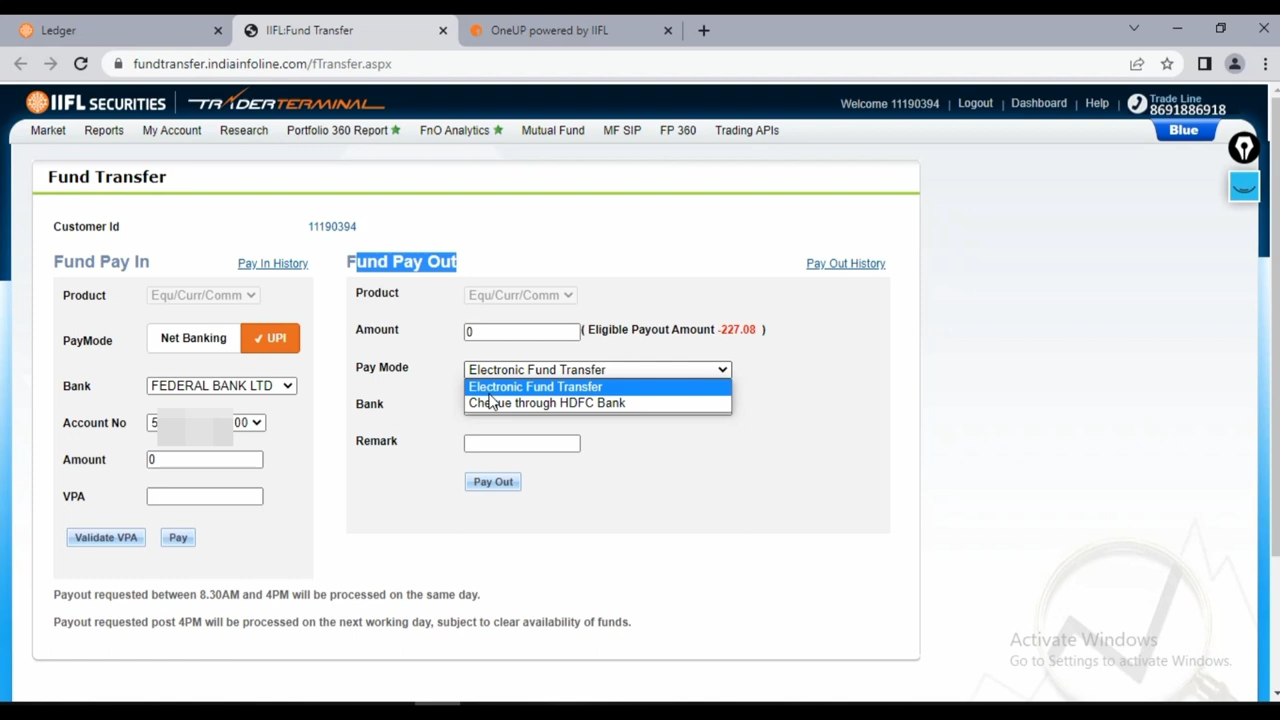 Ledger
IIFL:Fund Transfer
OneUP powered by IIFL
fundtransfer.indiainfoline.com/fTransfer.aspx
IIFL SECURITIES TRADER TERMINAL
Welcome 11190394 | Logout | Dashboard | Help |
Trade Line
8691886918
Market Reports My Account Research Portfolio 360 Report FnO Analytics Mutual Fund MF SIP FP 360 Trading APIs
Blue
Fund Transfer
Customer Id 11190394
Fund Pay In Pay In History
Product Equ/Curr/Comm
PayMode Net Banking ✓ UPI
Bank FEDERAL BANK LTD
Account No 5 00
Amount 0
VPA
Validate VPA Pay
Fund Pay Out Pay Out History
Product Equ/Curr/Comm
Amount 0 ( Eligible Payout Amount -227.08 )
Pay Mode Electronic Fund Transfer
Electronic Fund Transfer
Cheque through HDFC Bank
Bank
Remark
Pay Out
Payout requested between 8.30AM and 4PM will be processed on the same day.
Payout requested post 4PM will be processed on the next working day, subject to clear availability of funds.
Activate Windows
Go to Settings to activate Windows.